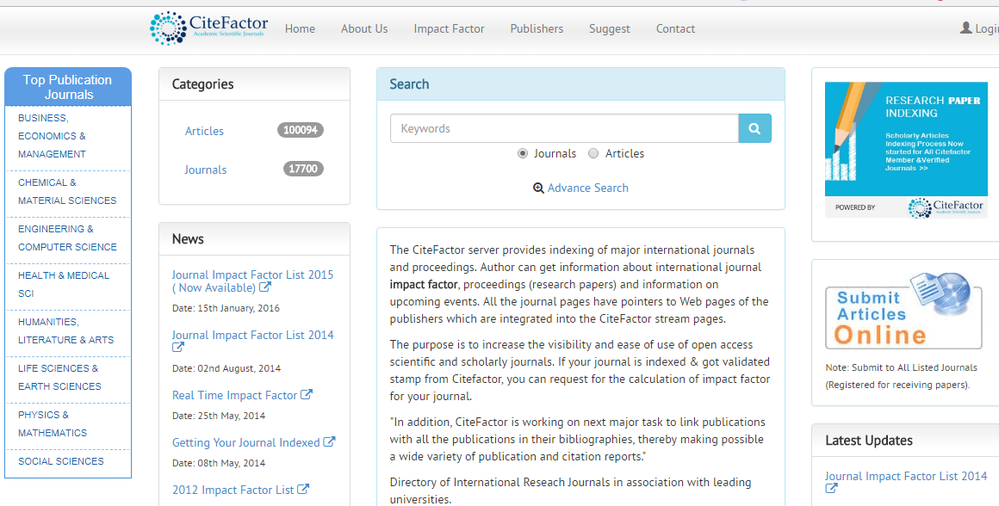 CiteFactor
Academic Scientific Journals
Home
About Us
Impact Factor
Publishers
Suggest
Contact
Login
Top Publication
Journals
BUSINESS,
ECONOMICS &
MANAGEMENT
CHEMICAL &
MATERIAL SCIENCES
ENGINEERING &
COMPUTER SCIENCE
HEALTH & MEDICAL
SCI
HUMANITIES,
LITERATURE & ARTS
LIFE SCIENCES &
EARTH SCIENCES
PHYSICS &
MATHEMATICS
SOCIAL SCIENCES
Categories
Articles 100094
Journals 17700
News
Journal Impact Factor List 2015
( Now Available)
Date: 15th January, 2016
Journal Impact Factor List 2014
Date: 02nd August, 2014
Real Time Impact Factor
Date: 25th May, 2014
Getting Your Journal Indexed
Date: 08th May, 2014
2012 Impact Factor List
Search
Keywords
Journals Articles
Advance Search
The CiteFactor server provides indexing of major international journals
and proceedings. Author can get information about international journal
impact factor, proceedings (research papers) and information on
upcoming events. All the journal pages have pointers to Web pages of the
publishers which are integrated into the CiteFactor stream pages.
The purpose is to increase the visibility and ease of use of open access
scientific and scholarly journals. If your journal is indexed & got validated
stamp from Citefactor, you can request for the calculation of impact factor
for your journal.
"In addition, CiteFactor is working on next major task to link publications
with all the publications in their bibliographies, thereby making possible
a wide variety of publication and citation reports."
Directory of International Reseach Journals in association with leading
universities.
RESEARCH PAPER
INDEXING
Scholarly Articles
Indexing Process Now
started for All Citefactor
Member &Verified
Journals >>
POWERED BY
CiteFactor
Academic Scientific Journals
Submit
Articles
Online
Note: Submit to All Listed Journals
(Registered for receiving papers).
Latest Updates
Journal Impact Factor List 2014